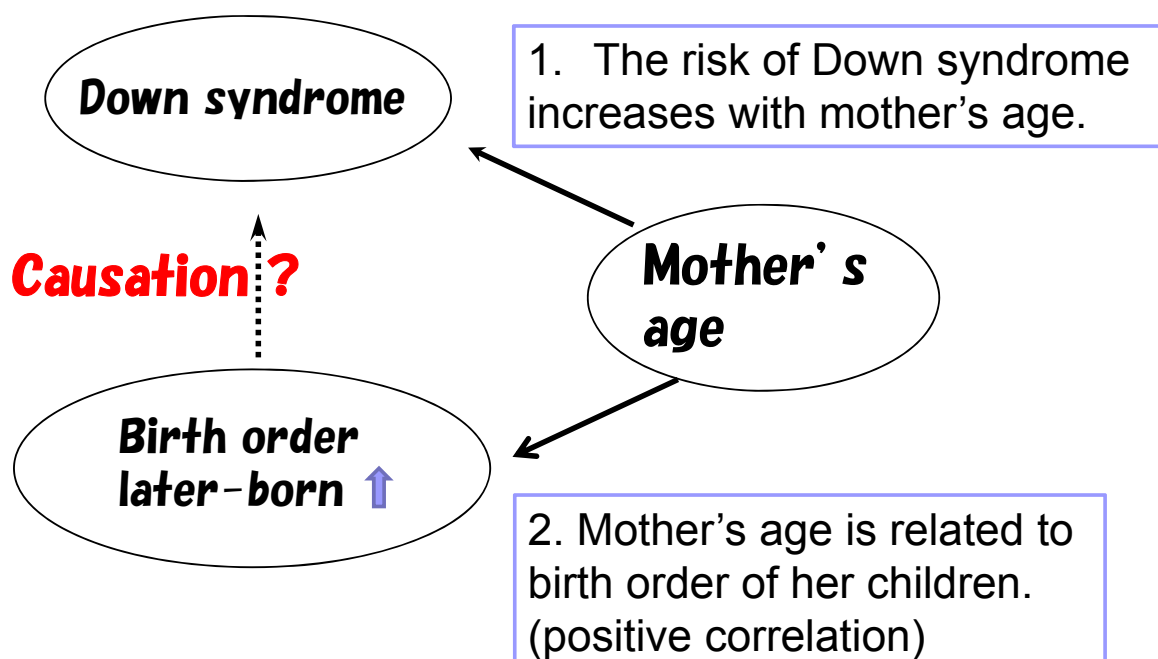 Down syndrome
1. The risk of Down syndrome
increases with mother’s age.
Causation ?
Mother’ s
age
Birth order
later-born
2. Mother’s age is related to
birth order of her children.
(positive correlation)